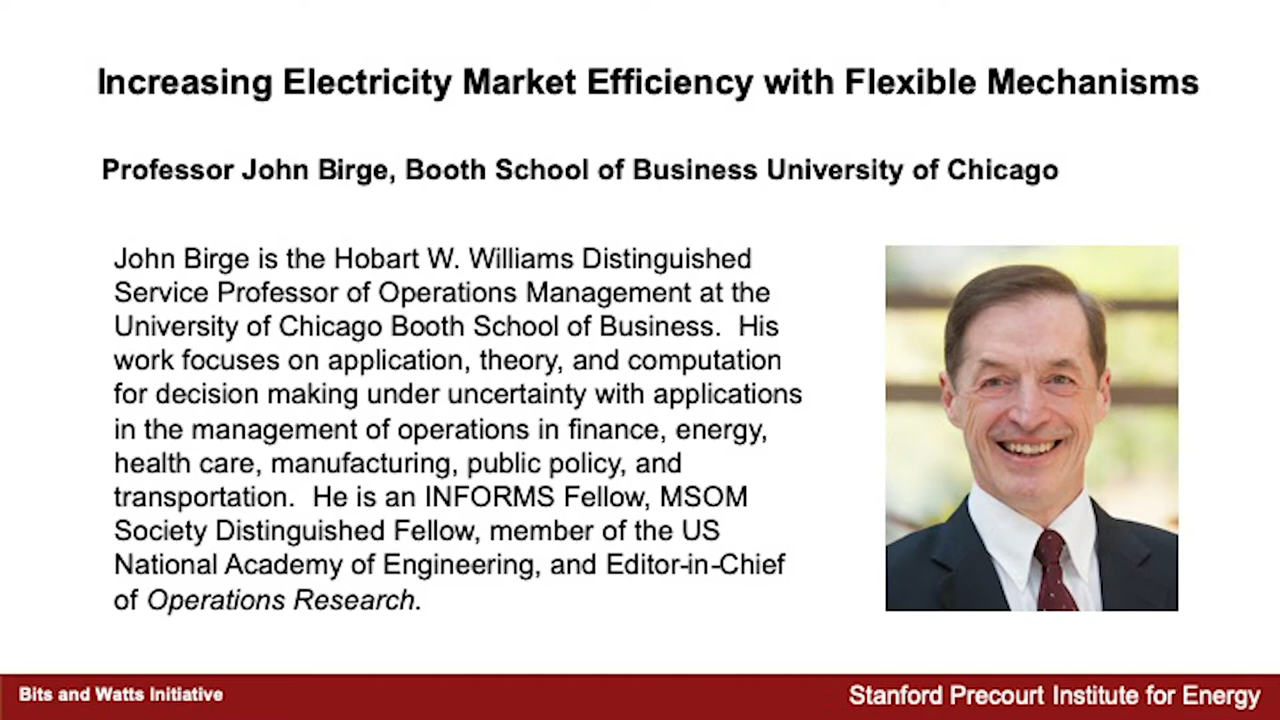 Increasing Electricity Market Efficiency with Flexible Mechanisms
Professor John Birge, Booth School of Business University of Chicago
John Birge is the Hobart W. Williams Distinguished
Service Professor of Operations Management at the
University of Chicago Booth School of Business.  His
work focuses on application, theory, and computation
for decision making under uncertainty with applications
in the management of operations in finance, energy,
health care, manufacturing, public policy, and
transportation.  He is an INFORMS Fellow, MSOM
Society Distinguished Fellow, member of the US
National Academy of Engineering, and Editor-in-Chief
of Operations Research.
Bits and Watts Initiative
Stanford Precourt Institute for Energy